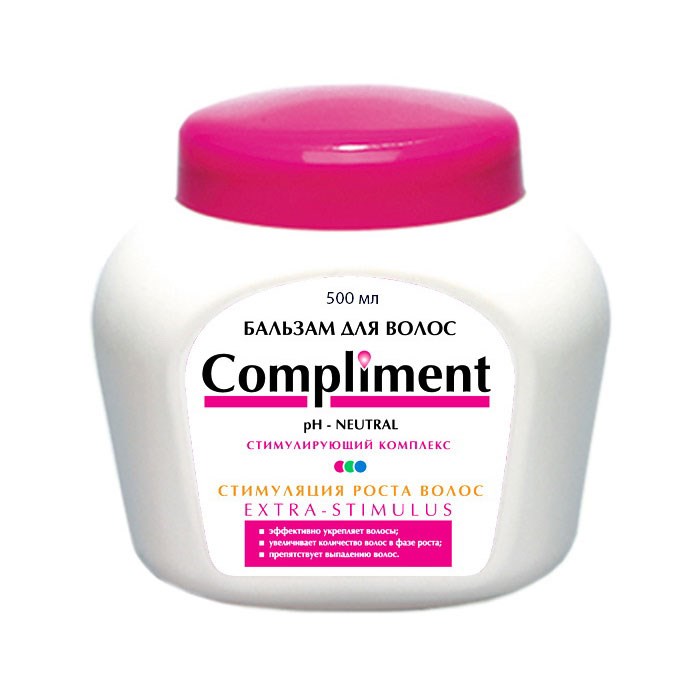 500 мл
БАЛЬЗАМ ДЛЯ ВОЛОС
Compliment
pH - NEUTRAL
СТИМУЛИРУЮЩИЙ КОМПЛЕКС
СТИМУЛЯЦИЯ РОСТА ВОЛОС
EXTRA-STIMULUS
эффективно укрепляет волосы;
увеличивает количество волос в фазе роста;
препятствует выпадению волос.